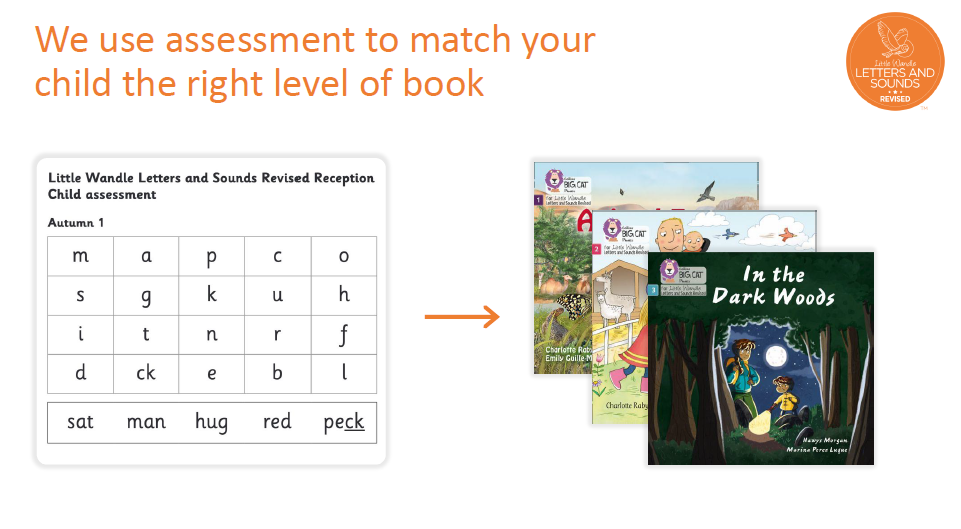 We use assessment to match your
child the right level of book
Little Wandle
LETTERS AND
SOUNDS
REVISED
TM
Little Wandle Letters and Sounds Revised Reception
Child assessment
Autumn 1
m a p c o
s g k u h
i t n r f
d ck e b l
sat man hug red peck
Collins
BIG CAT
Phonics
1
for Little Wandle
Letters and Sounds Revised
A
Charlotte Raby
Emily Guille M
Collins
BIG CAT
Phonics
2
for Little Wandle
Letters and Sounds Revised
Charlotte Raby
Collins
BIG CAT
Phonics
3
for Little Wandle
Letters and Sounds Revised
In the
Dark Woods
Hawys Morgan
Marina Perez Luque